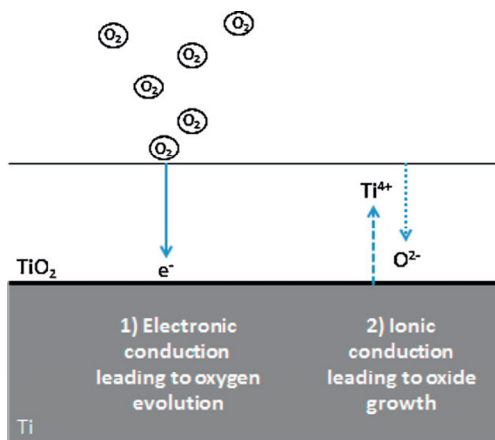 O₂
O₂
O₂
O₂
O₂
O₂
Ti⁴⁺
O²⁻
e⁻
TiO₂
1) Electronic
conduction
leading to oxygen
evolution
2) Ionic
conduction
leading to oxide
growth
Ti